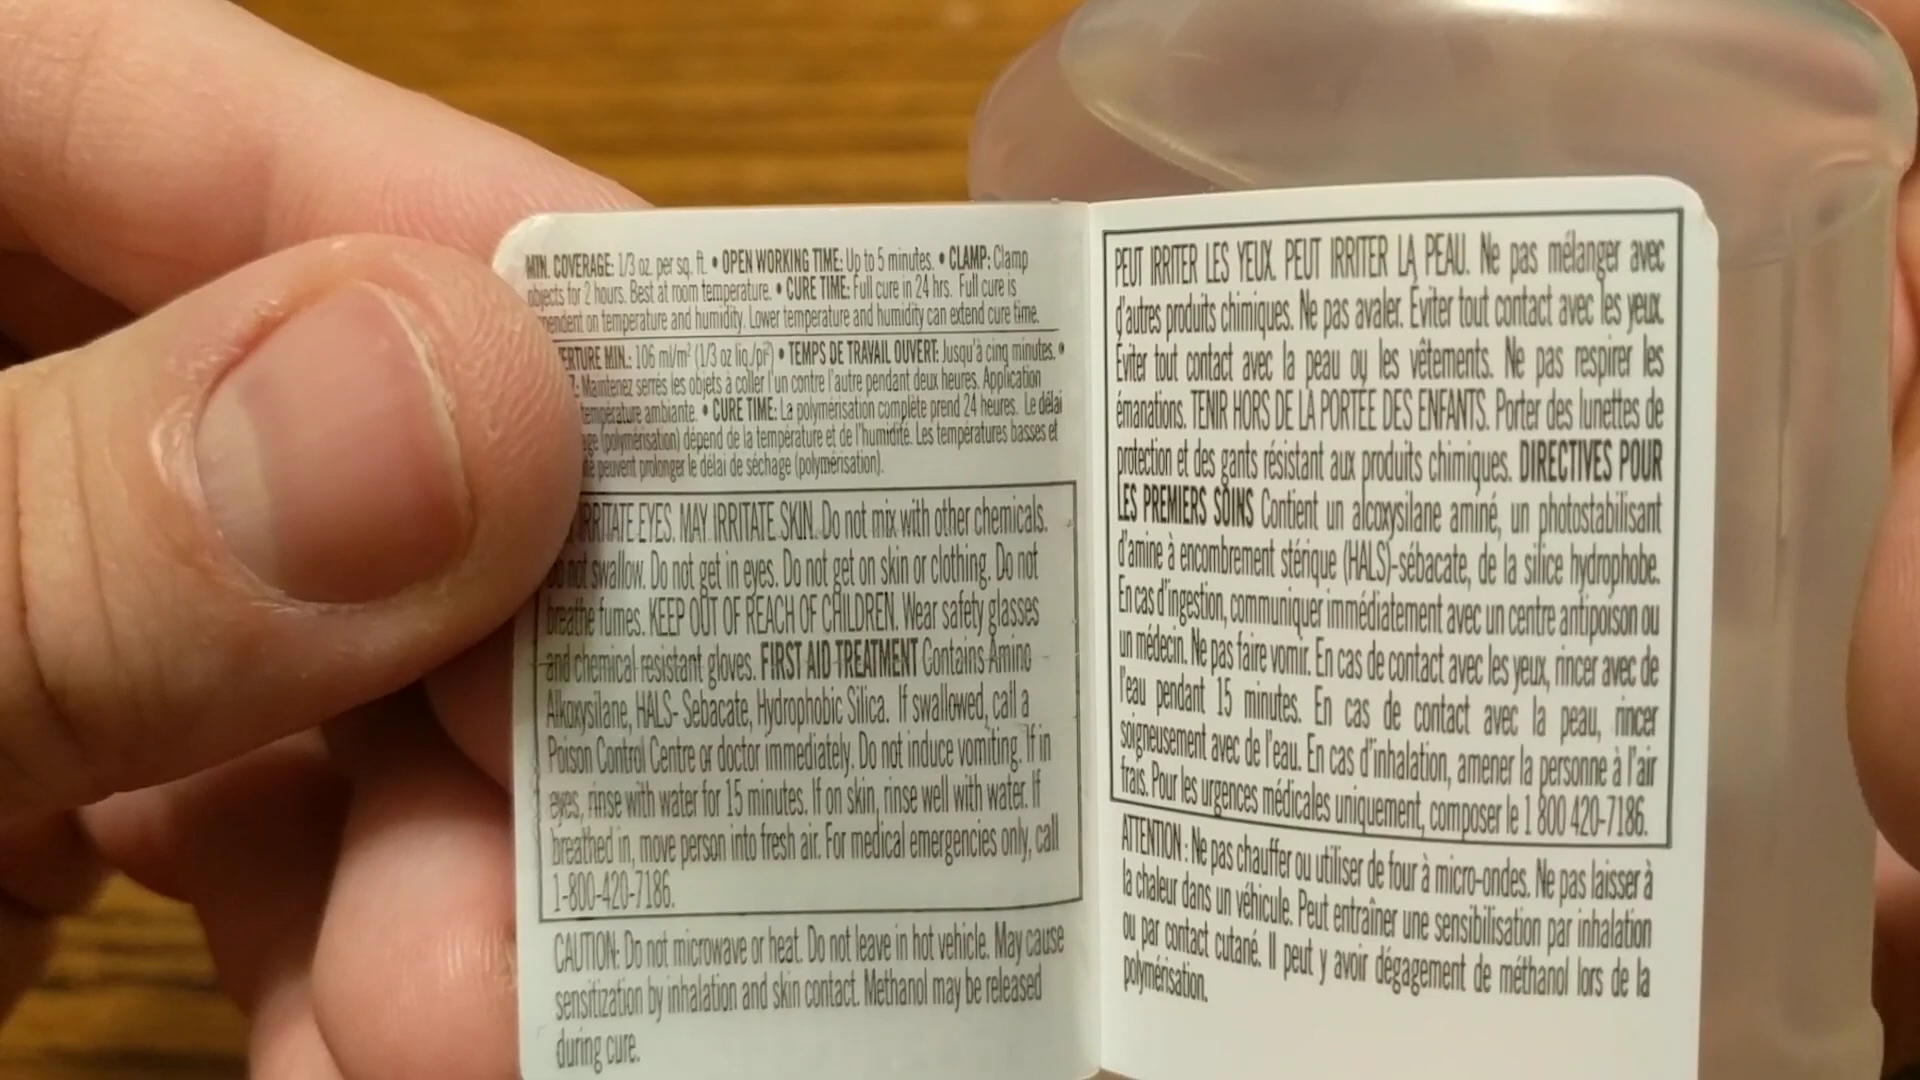 MIN. COVERAGE: 1/3 oz. per sq. ft. • OPEN WORKING TIME: Up to 5 minutes. • CLAMP: Clamp
objects for 2 hours. Best at room temperature. • CURE TIME: Full cure in 24 hrs. Full cure is
on temperature and humidity. Lower temperature and humidity can extend cure time.
MIN.: 106 ml/m² (1/3 oz liq./pi²) • TEMPS DE TRAVAIL OUVERT: Jusqu'à cinq minutes. •
Maintenez serrés les objets à coller l'un contre l'autre pendant deux heures. Application
température ambiante. • CURE TIME: La polymérisation complète prend 24 heures. Le délai
(polymérisation) dépend de la température et de l'humidité. Les températures basses et
peuvent prolonger le délai de séchage (polymérisation).
IRRITATE EYES. MAY IRRITATE SKIN. Do not mix with other chemicals.
Do not swallow. Do not get in eyes. Do not get on skin or clothing. Do not
breathe fumes. KEEP OUT OF REACH OF CHILDREN. Wear safety glasses
and chemical resistant gloves. FIRST AID TREATMENT Contains Amino
Alkoxysilane, HALS- Sebacate, Hydrophobic Silica. If swallowed, call a
Poison Control Centre or doctor immediately. Do not induce vomiting. If in
eyes, rinse with water for 15 minutes. If on skin, rinse well with water. If
breathed in, move person into fresh air. For medical emergencies only, call
1-800-420-7186.
CAUTION: Do not microwave or heat. Do not leave in hot vehicle. May cause
sensitization by inhalation and skin contact. Methanol may be released
during cure.
PEUT IRRITER LES YEUX. PEUT IRRITER LA PEAU. Ne pas mélanger avec
d'autres produits chimiques. Ne pas avaler. Éviter tout contact avec les yeux.
Éviter tout contact avec la peau ou les vêtements. Ne pas respirer les
émanations. TENIR HORS DE LA PORTÉE DES ENFANTS. Porter des lunettes de
protection et des gants résistant aux produits chimiques. DIRECTIVES POUR
LES PREMIERS SOINS Contient un alcoxysilane aminé, un photostabilisant
d'amine à encombrement stérique (HALS)-sébacate, de la silice hydrophobe.
En cas d'ingestion, communiquer immédiatement avec un centre antipoison ou
un médecin. Ne pas faire vomir. En cas de contact avec les yeux, rincer avec de
l'eau pendant 15 minutes. En cas de contact avec la peau, rincer
soigneusement avec de l'eau. En cas d'inhalation, amener la personne à l'air
frais. Pour les urgences médicales uniquement, composer le 1 800 420-7186.
ATTENTION : Ne pas chauffer ou utiliser de four à micro-ondes. Ne pas laisser à
la chaleur dans un véhicule. Peut entraîner une sensibilisation par inhalation
ou par contact cutané. Il peut y avoir dégagement de méthanol lors de la
polymérisation.